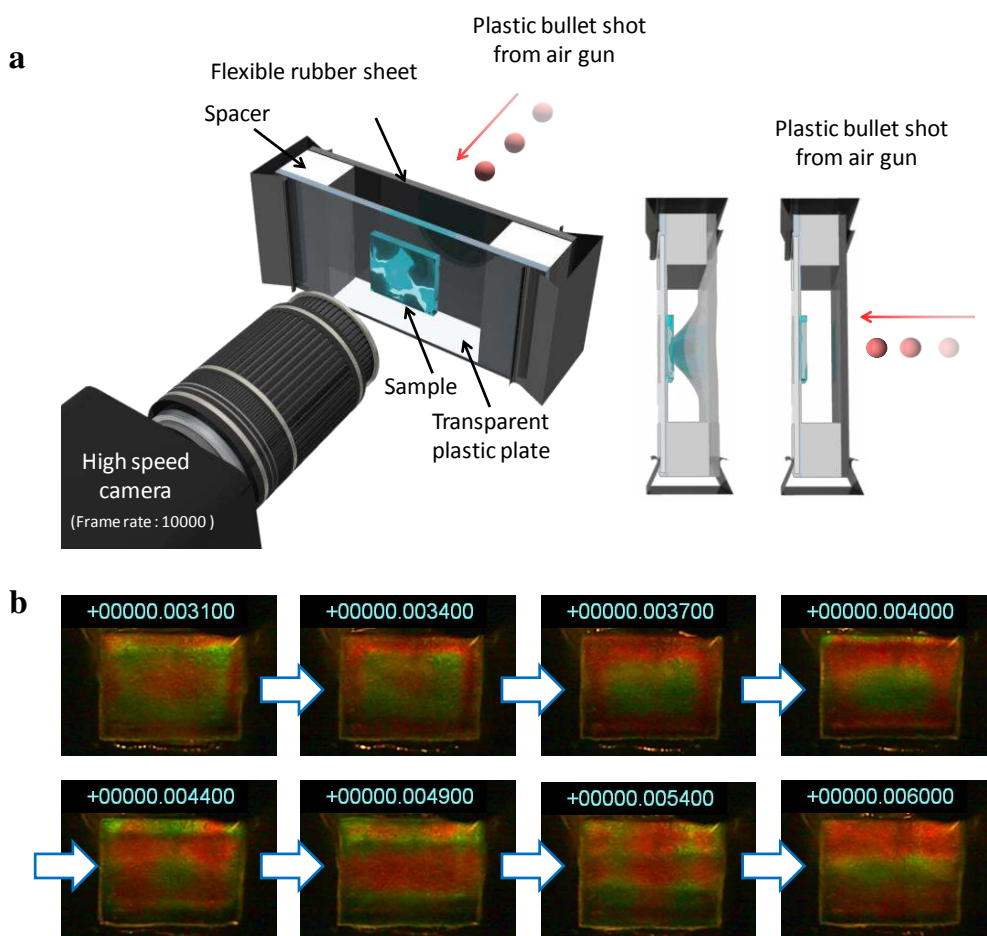 a
Plastic bullet shot
from air gun
Flexible rubber sheet
Spacer
Plastic bullet shot
from air gun
Sample
Transparent
plastic plate
High speed
camera
(Frame rate : 10000 )
b
+00000.003100
+00000.003400
+00000.003700
+00000.004000
+00000.004400
+00000.004900
+00000.005400
+00000.006000